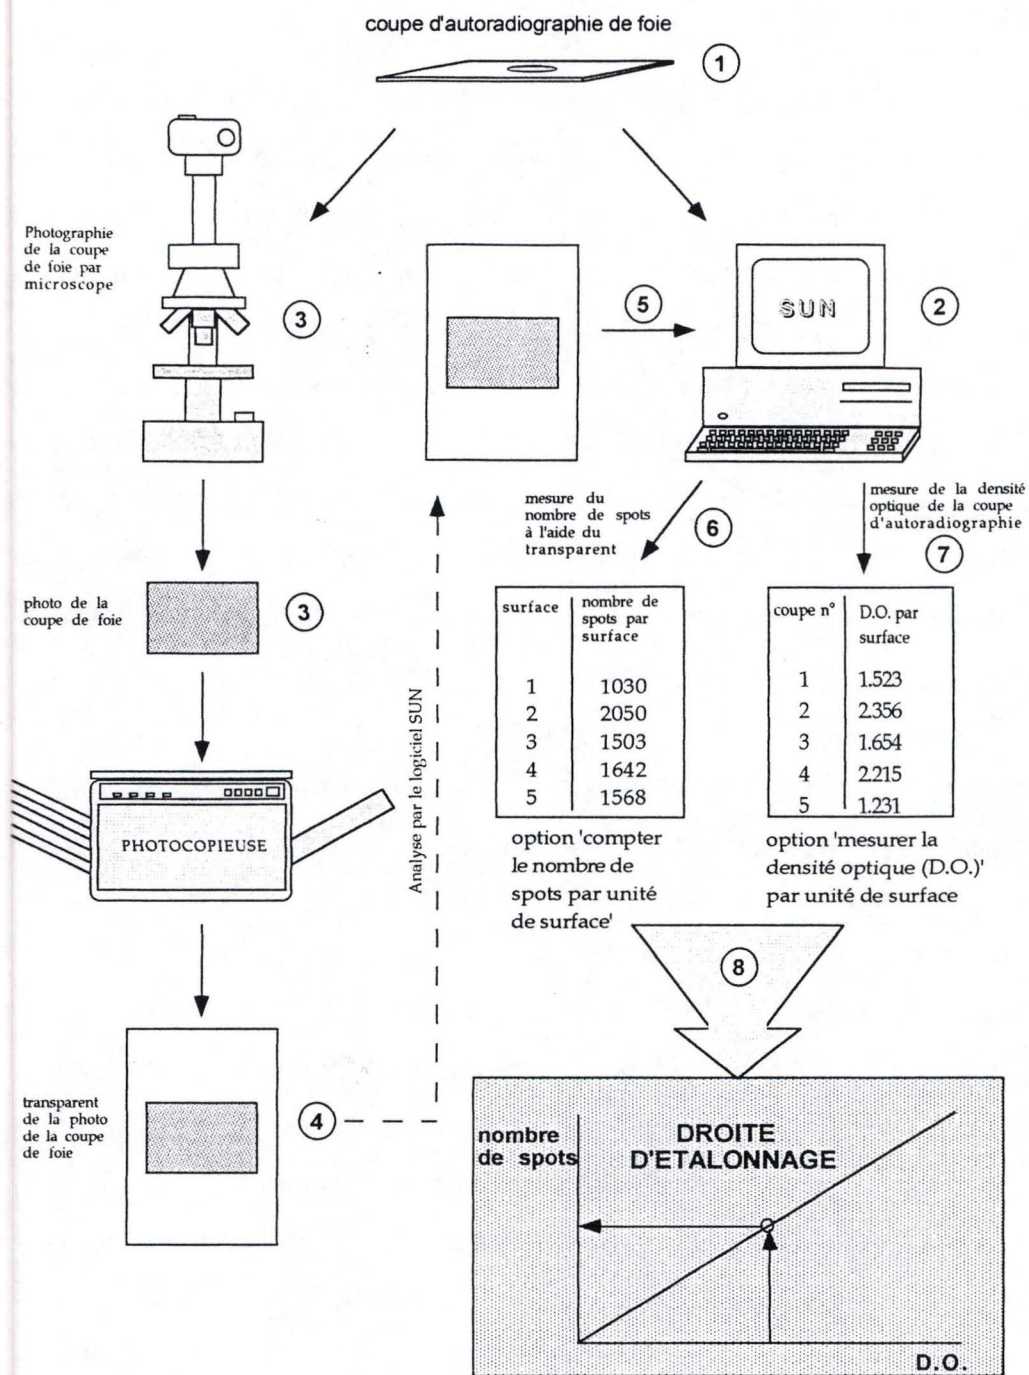 coupe d'autoradiographie de foie
1
Photographie
de la coupe
de foie par
microscope
3
5
SUN
2
mesure du
nombre de spots
à l'aide du
transparent
6
mesure de la densité
optique de la coupe
d'autoradiographie
7
photo de la
coupe de foie
3
surface
nombre de
spots par
surface
1 1030
2 2050
3 1503
4 1642
5 1568
coupe n°
D.O. par
surface
1 1.523
2 2.356
3 1.654
4 2.215
5 1.231
Analyse par le logiciel SUN
PHOTOCOPIEUSE
option 'compter
le nombre de
spots par unité
de surface'
option 'mesurer la
densité optique (D.O.)'
par unité de surface
8
transparent
de la photo
de la coupe
de foie
4
nombre
de spots
DROITE
D'ETALONNAGE
D.O.